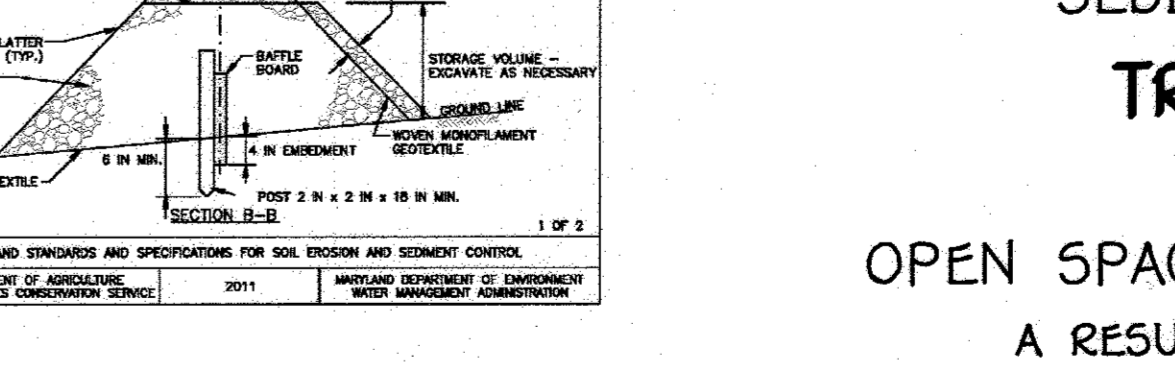 LATTER
(TYP.)
BAFFLE
BOARD
STORAGE VOLUME –
EXCAVATE AS NECESSARY
GROUND LINE
WOVEN MONOFILAMENT
GEOTEXTILE
6 IN MIN.
4 IN EMBEDMENT
EXTILE
POST 2 IN x 2 IN x 18 IN MIN.
SECTION B-B
1 OF 2
AND STANDARDS AND SPECIFICATIONS FOR SOIL EROSION AND SEDIMENT CONTROL
ENT OF AGRICULTURE
ES CONSERVATION SERVICE
2011
MARYLAND DEPARTMENT OF ENVIRONMENT
WATER MANAGEMENT ADMINISTRATION
SEDI
TR
OPEN SPAC
A RESU